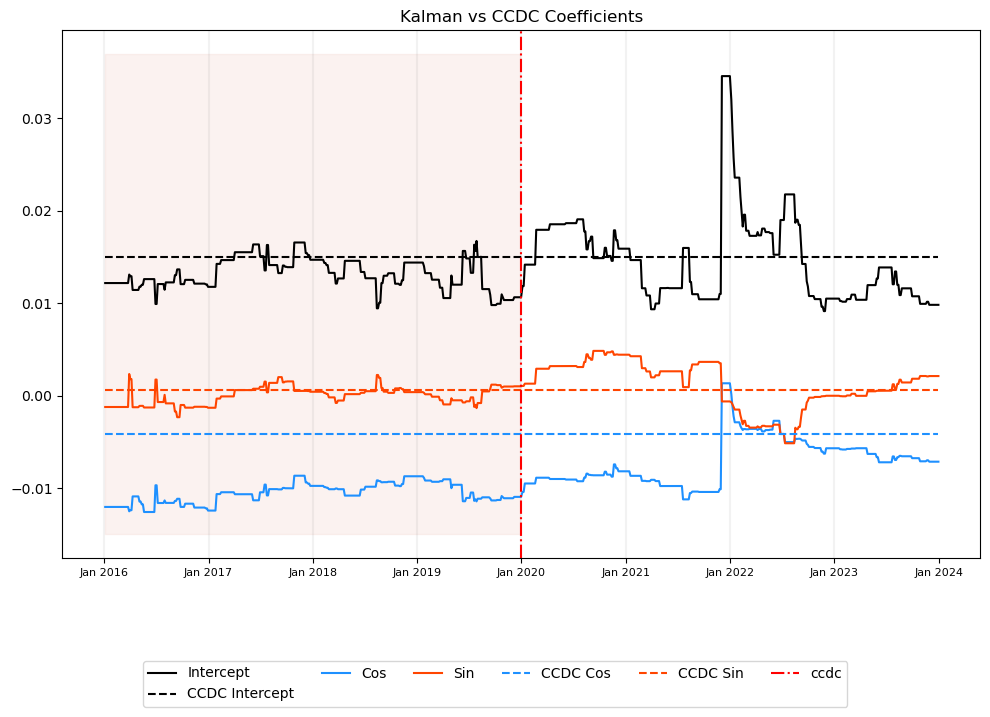 Kalman vs CCDC Coefficients
0.03
0.02
0.01
0.00
−0.01
Jan 2016 Jan 2017 Jan 2018 Jan 2019 Jan 2020 Jan 2021 Jan 2022 Jan 2023 Jan 2024
Intercept Cos Sin CCDC Cos CCDC Sin ccdc
CCDC Intercept